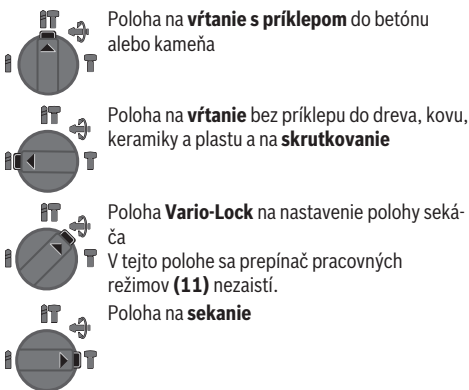 Poloha na vŕtanie s príklepom do betónu
alebo kameňa
Poloha na vŕtanie bez príklepu do dreva, kovu,
keramiky a plastu a na skrutkovanie
Poloha Vario-Lock na nastavenie polohy seká-
ča
V tejto polohe sa prepínač pracovných
režimov (11) nezaistí.
Poloha na sekanie